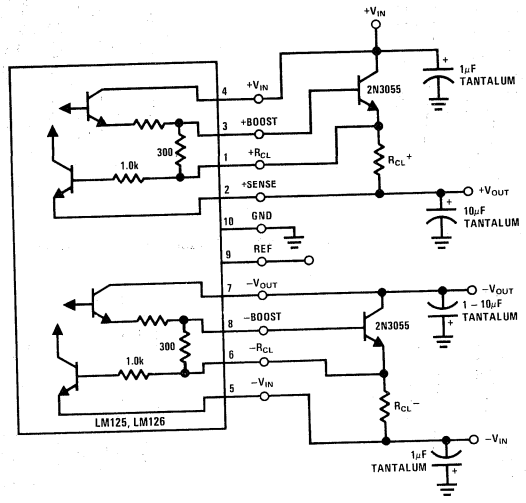 +VIN
1μF
TANTALUM
2N3055
4 +VIN
3 +BOOST
300
1 +RCL
1.0k
RCL+
2 +SENSE
+VOUT
10 GND
10μF
TANTALUM
9 REF
7 -VOUT
-VOUT
1 - 10μF
TANTALUM
8 -BOOST
2N3055
300
6 -RCL
1.0k
5 -VIN
RCL-
LM125, LM126
-VIN
1μF
TANTALUM